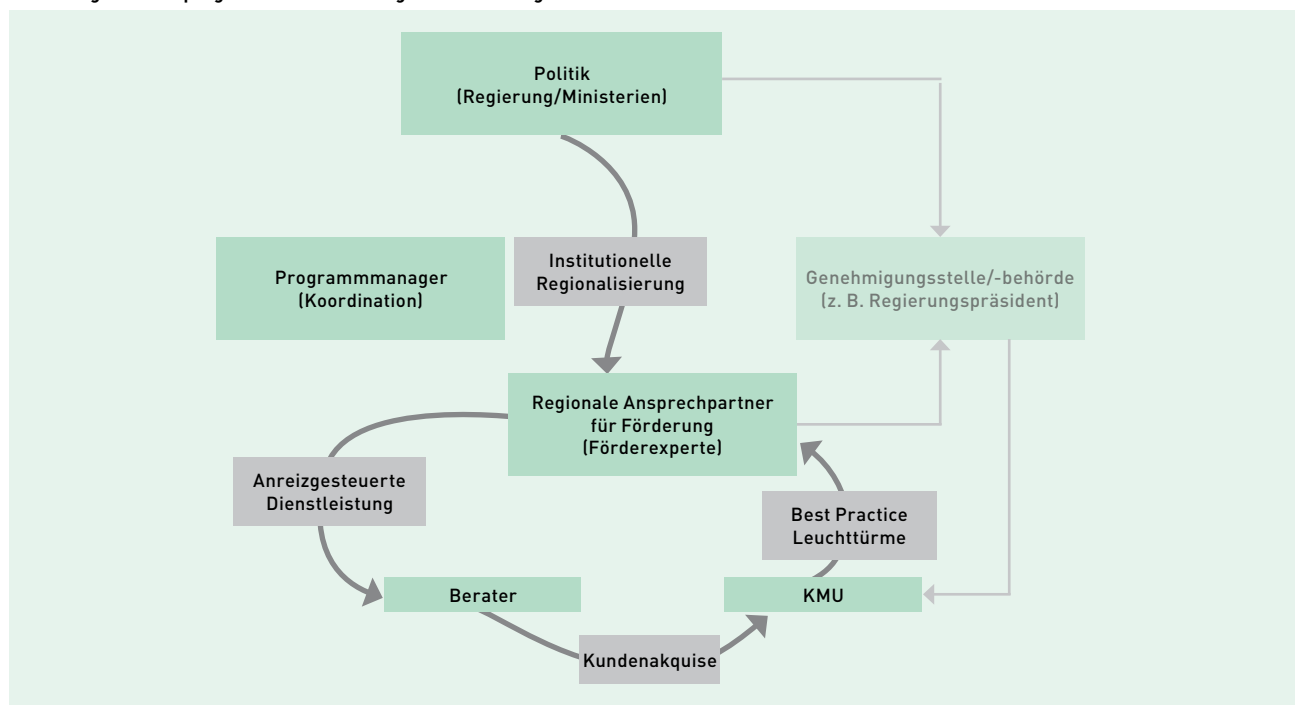 Politik
(Regierung/Ministerien)
Programmmanager
(Koordination)
Institutionelle
Regionalisierung
Genehmigungsstelle/-behörde
(z. B. Regierungspräsident)
Regionale Ansprechpartner
für Förderung
(Förderexperte)
Anreizgesteuerte
Dienstleistung
Best Practice
Leuchttürme
Berater
KMU
Kundenakquise